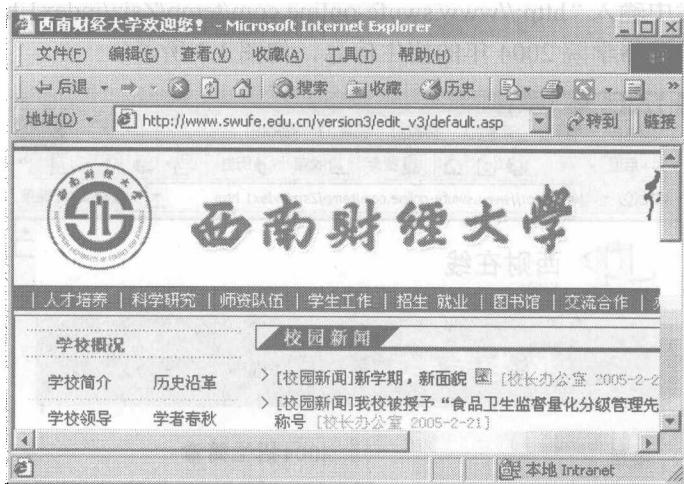 西南财经大学欢迎您! - Microsoft Internet Explorer
文件(F) 编辑(E) 查看(V) 收藏(A) 工具(T) 帮助(H)
后退 搜索 收藏 历史 »
地址(D) http://www.swufe.edu.cn/version3/edit_v3/default.asp 转到 链接
西南财经大学
西南财經大學
人才培养 | 科学研究 | 师资队伍 | 学生工作 | 招生 就业 | 图书馆 | 交流合作 |
学校概况 校园新闻
学校简介 历史沿革 > [校园新闻]新学期,新面貌 [校长办公室 2005-2-2
学校领导 学者春秋 > [校园新闻]我校被授予“食品卫生监督量化分级管理先
称号 [校长办公室 2005-2-21]
本地 Intranet